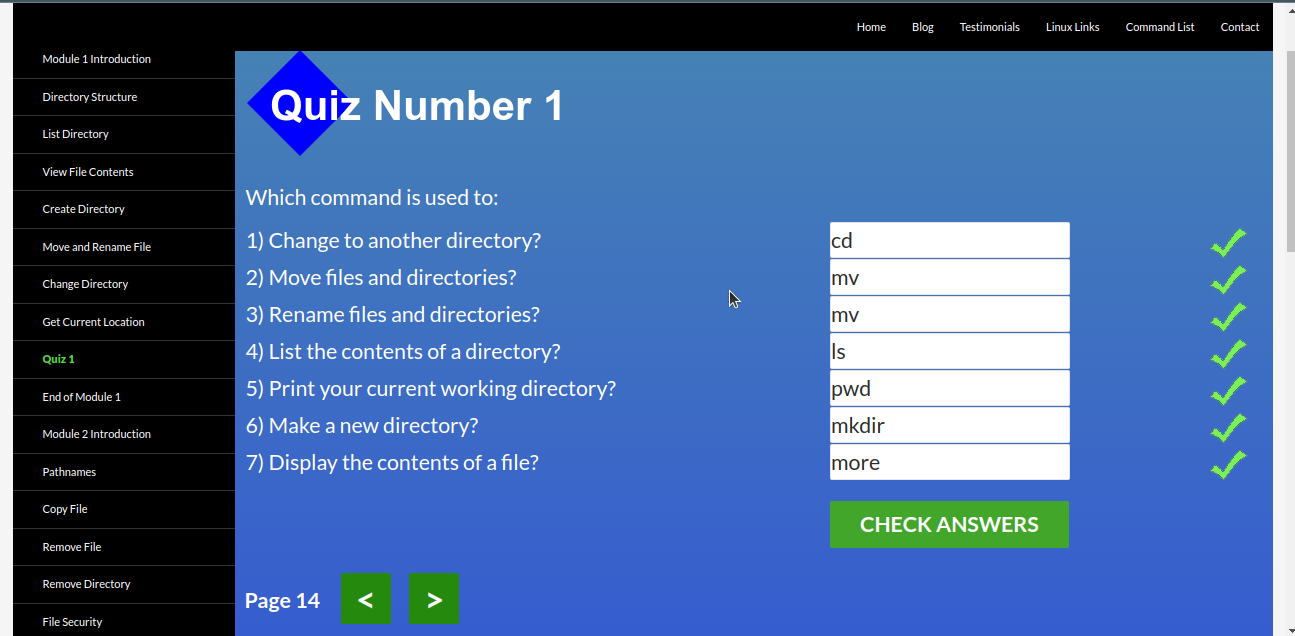 Home Blog Testimonials Linux Links Command List Contact
Module 1 Introduction
Directory Structure
List Directory
View File Contents
Create Directory
Move and Rename File
Change Directory
Get Current Location
Quiz 1
End of Module 1
Module 2 Introduction
Pathnames
Copy File
Remove File
Remove Directory
File Security
Quiz Number 1
Which command is used to:
1) Change to another directory? cd
2) Move files and directories? mv
3) Rename files and directories? mv
4) List the contents of a directory? ls
5) Print your current working directory? pwd
6) Make a new directory? mkdir
7) Display the contents of a file? more
CHECK ANSWERS
Page 14 < >